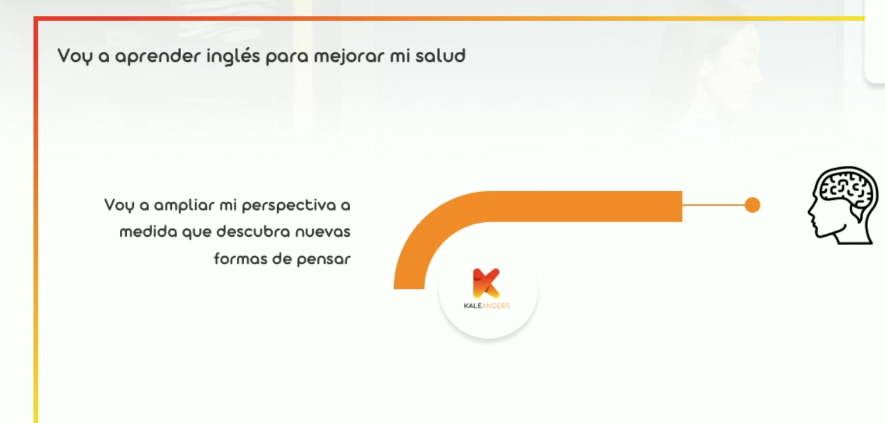 Voy a aprender inglés para mejorar mi salud
Voy a ampliar mi perspectiva a
medida que descubra nuevas
formas de pensar
KALEANDERS